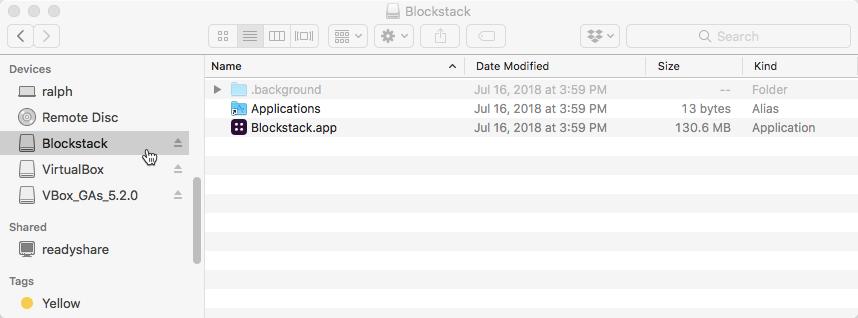 Blockstack
Search
Devices
ralph
Remote Disc
Blockstack
VirtualBox
VBox_GAs_5.2.0
Shared
readyshare
Tags
Yellow
Name Date Modified Size Kind
.background Jul 16, 2018 at 3:59 PM -- Folder
Applications Jul 16, 2018 at 3:59 PM 13 bytes Alias
Blockstack.app Jul 16, 2018 at 3:59 PM 130.6 MB Application